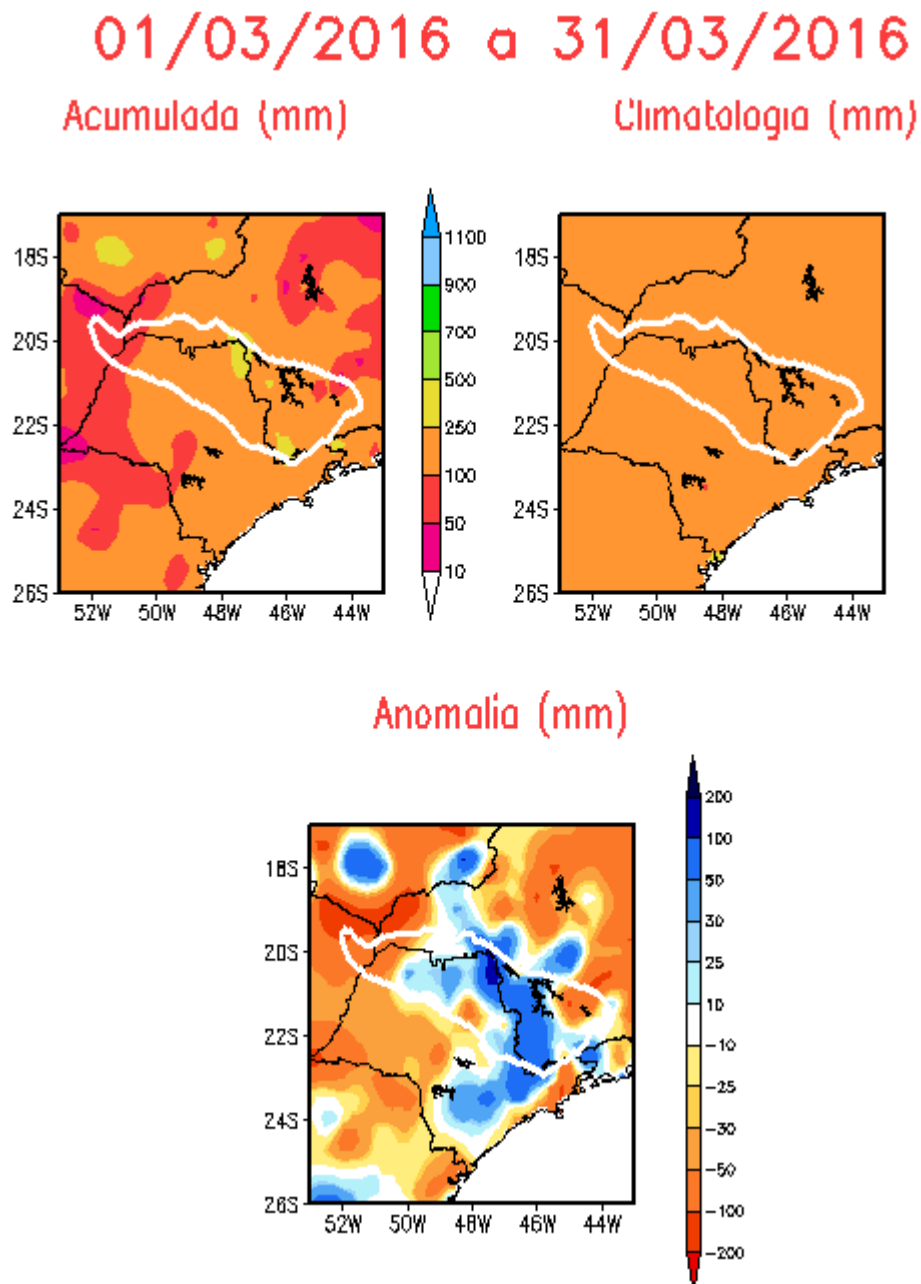 01/03/2016 a 31/03/2016
Acumulada (mm)
Climatologia (mm)
18S
20S
22S
24S
26S
52W 50W 48W 46W 44W
1100
900
700
500
250
100
50
10
18S
20S
22S
24S
26S
52W 50W 48W 46W 44W
Anomalia (mm)
18S
20S
22S
24S
26S
52W 50W 48W 46W 44W
200
100
50
30
25
10
-10
-25
-30
-50
-100
-200